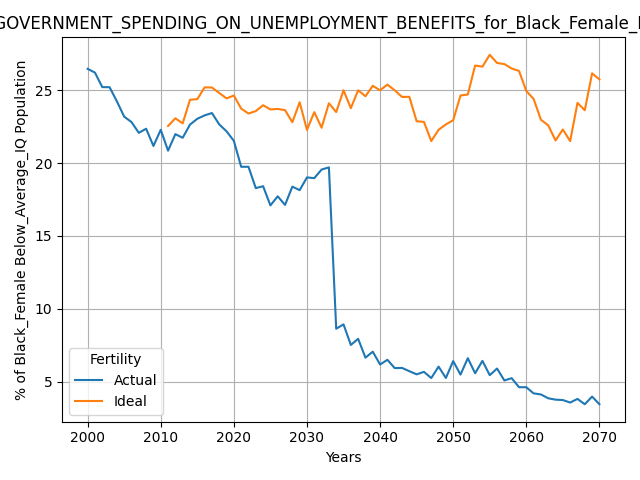 GOVERNMENT_SPENDING_ON_UNEMPLOYMENT_BENEFITS_for_Black_Female_
% of Black_Female Below_Average_IQ Population
25
20
15
10
5
Fertility
Actual
Ideal
2000 2010 2020 2030 2040 2050 2060 2070
Years